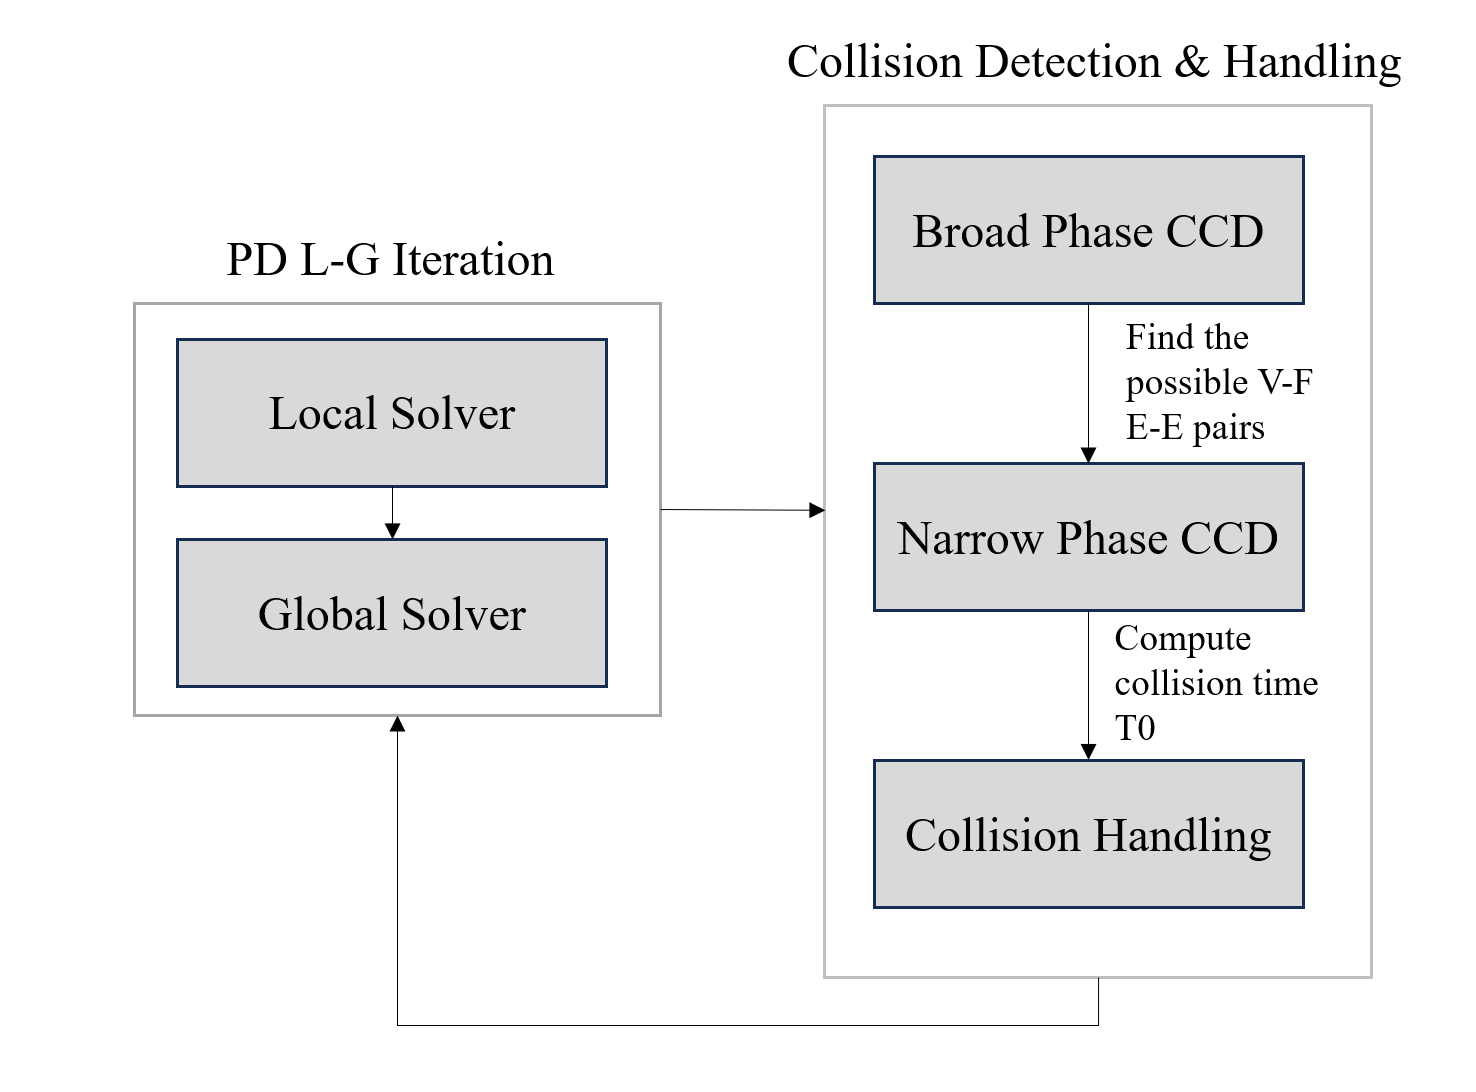 PD L-G Iteration
Local Solver
Global Solver
Collision Detection & Handling
Broad Phase CCD
Find the
possible V-F
E-E pairs
Narrow Phase CCD
Compute
collision time
T0
Collision Handling